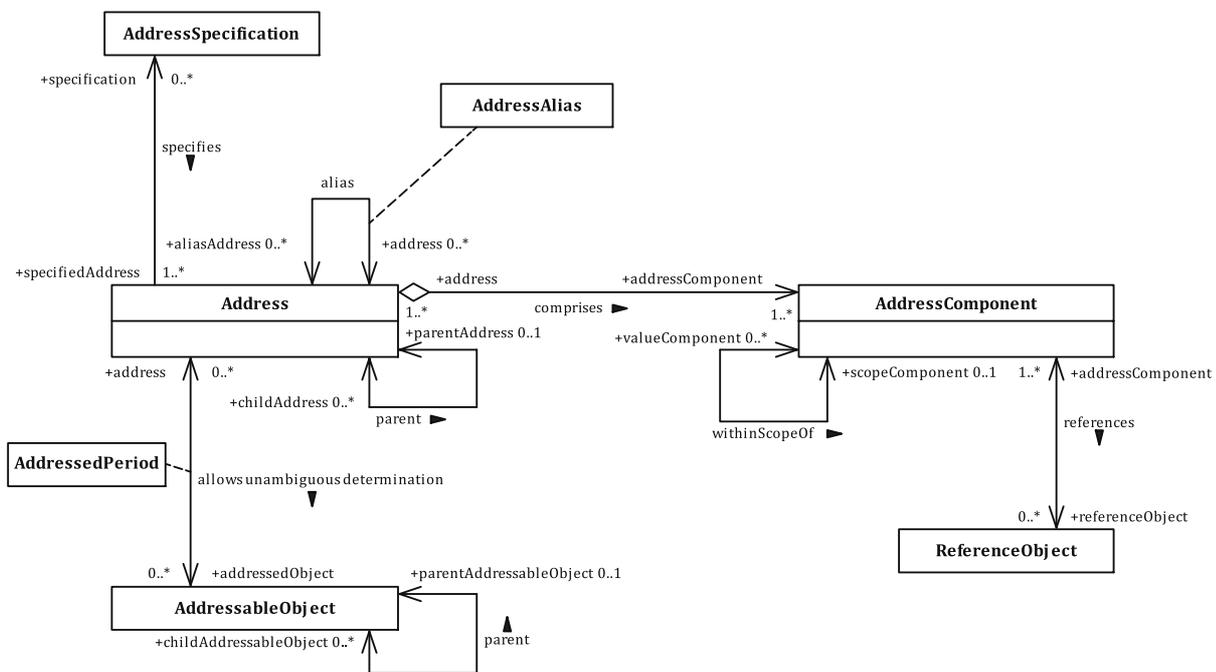 AddressSpecification
+specification 0..*
AddressAlias
specifies
alias
+aliasAddress 0..* +address 0..*
+specifiedAddress 1..*
+address +addressComponent
Address AddressComponent
comprises
1..* 1..*
+parentAddress 0..1 +valueComponent 0..*
+address 0..* +scopeComponent 0..1 1..* +addressComponent
+childAddress 0..*
parent references
withinScopeOf
AddressedPeriod
allows unambiguous determination
0..* +referenceObject
ReferenceObject
0..* +addressedObject +parentAddressableObject 0..1
AddressableObject
+childAddressableObject 0..* parent